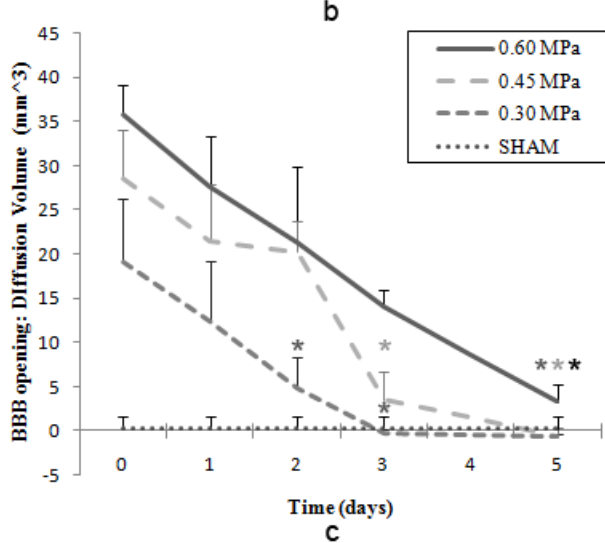 b
45
40
35
30
25
20
15
10
5
0
-5
BBB opening: DIffusion Volume (mm^3)
0.60 MPa
0.45 MPa
0.30 MPa
SHAM
*
*
*
***
0 1 2 3 4 5
Time (days)
c